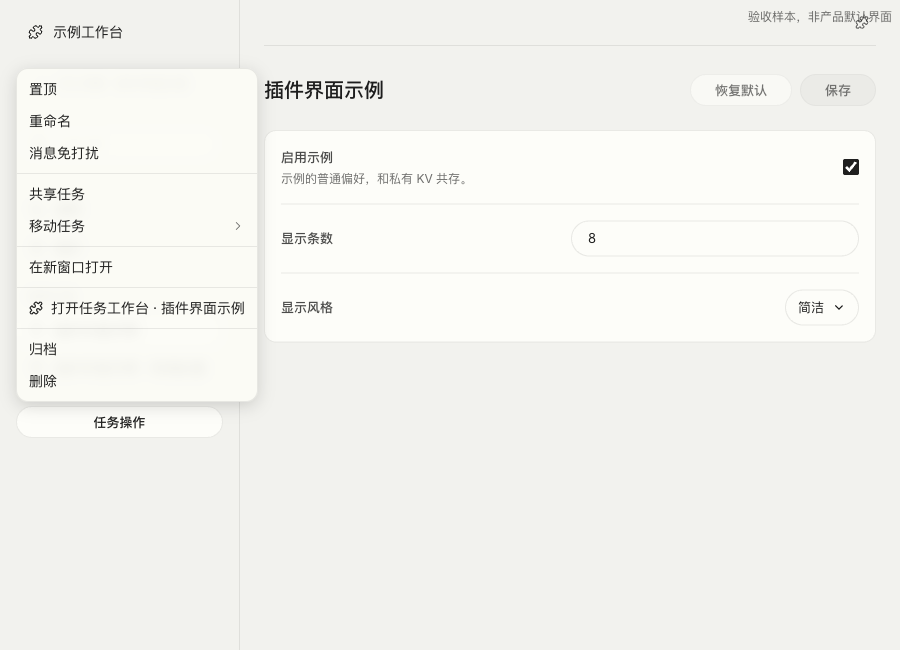 示例工作台
验收样本，非产品默认界面
置顶
重命名
消息免打扰
共享任务
移动任务
在新窗口打开
打开任务工作台 · 插件界面示例
归档
删除
任务操作
插件界面示例
恢复默认
保存
启用示例
示例的普通偏好，和私有 KV 共存。
显示条数
8
显示风格
简洁